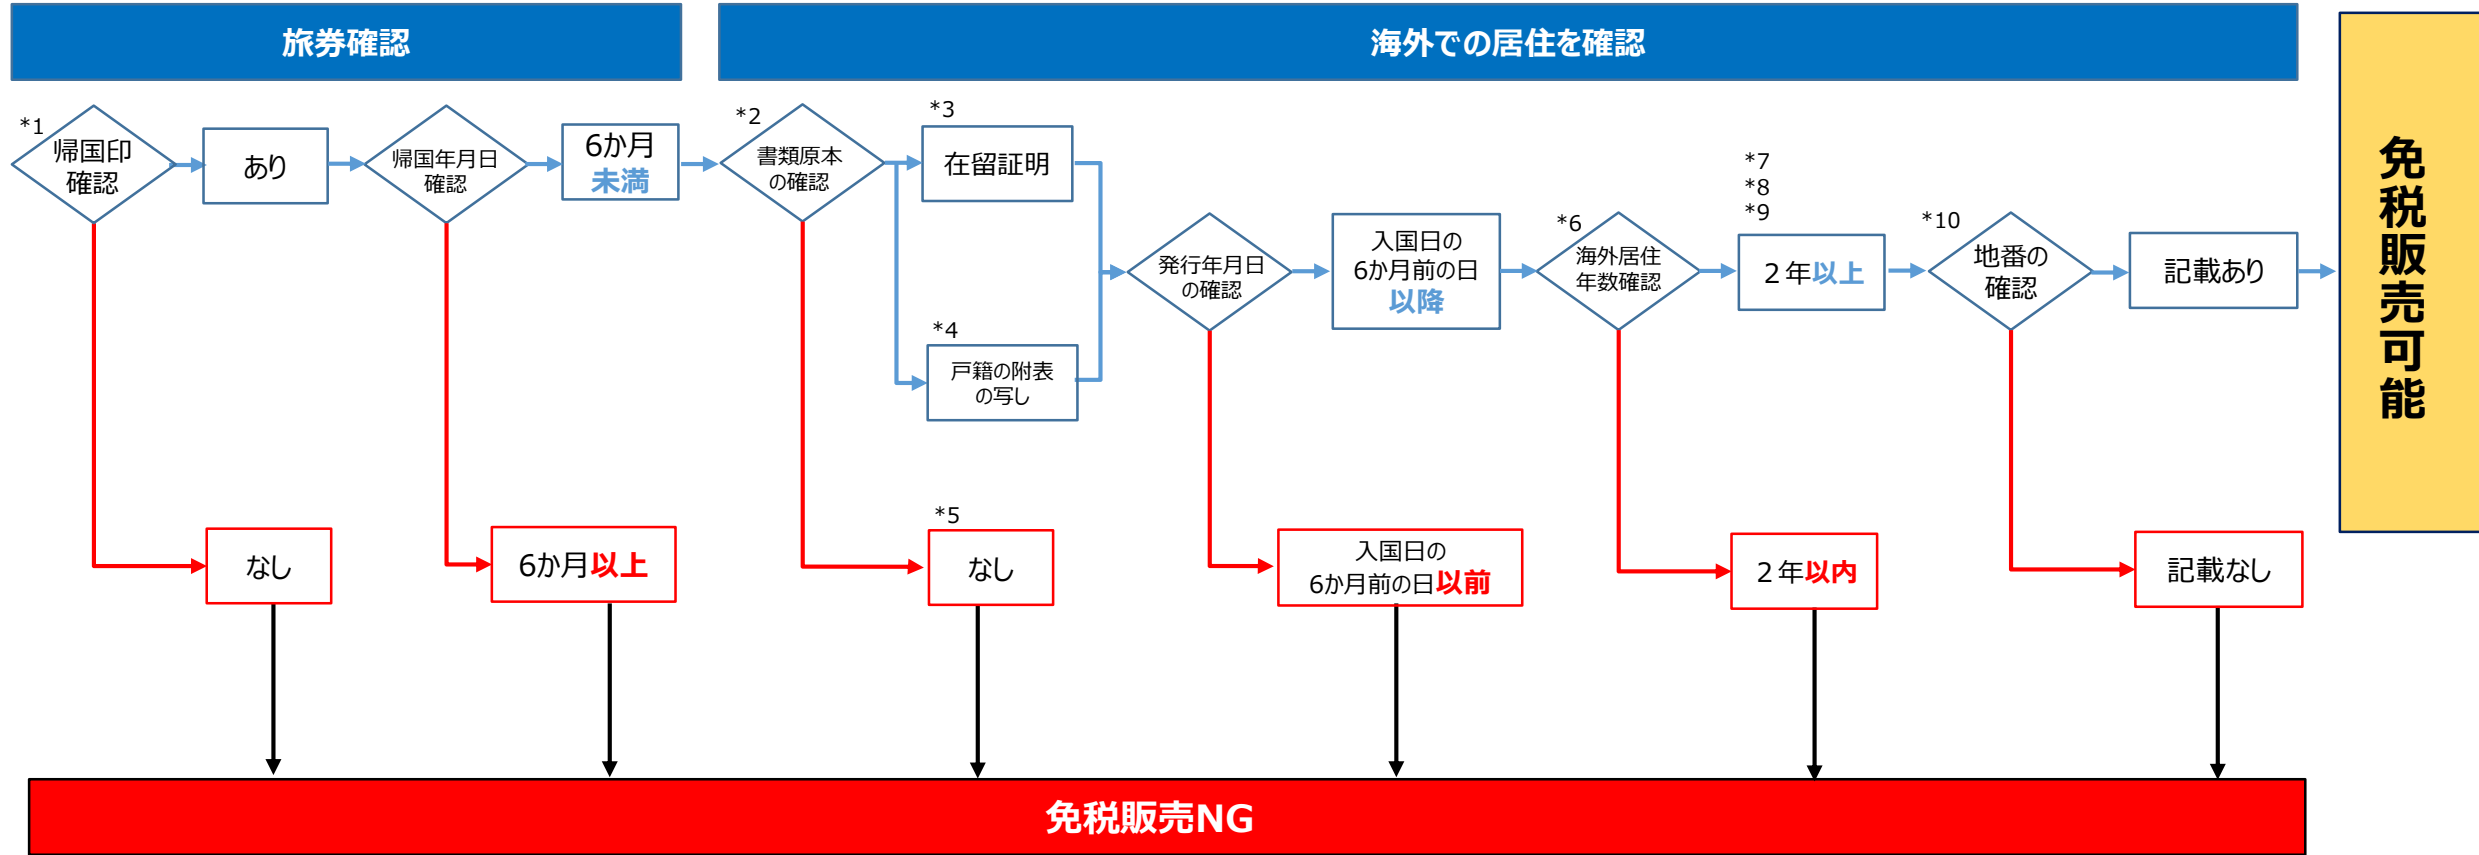 旅券確認
海外での居住を確認
*1
帰国印
確認
あり
帰国年月日
確認
6か月
未満
*2
書類原本
の確認
*3
在留証明
*4
戸籍の附表
の写し
発行年月日
の確認
入国日の
6か月前の日
以降
*6
海外居住
年数確認
*7
*8
*9
２年以上
*10
地番の
確認
記載あり
免税販売可能
なし
6か月以上
*5
なし
入国日の
6か月前の日以前
２年以内
記載なし
免税販売NG